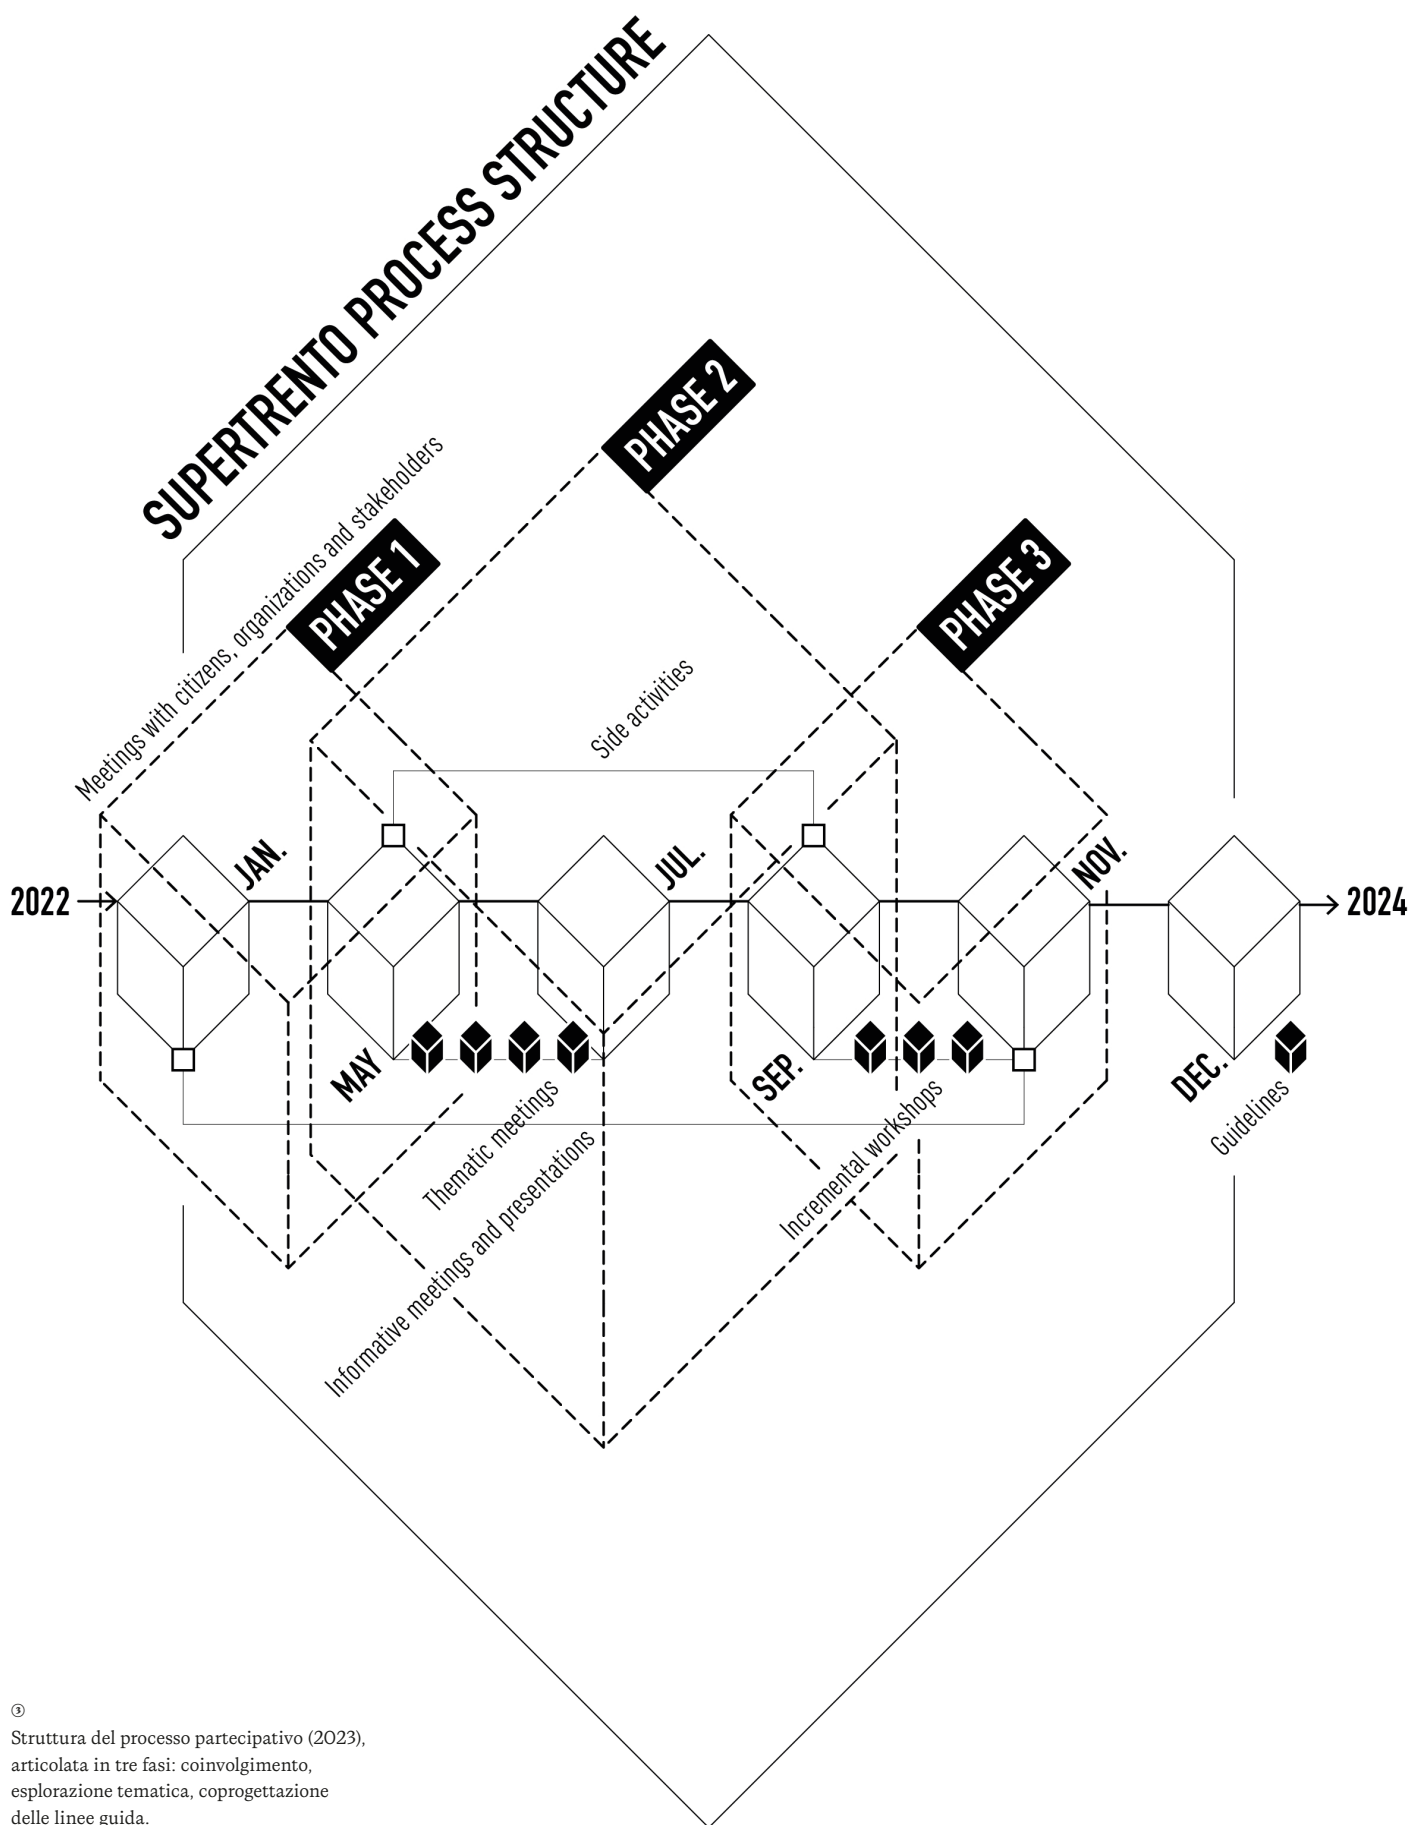 SUPERTRENTO PROCESS STRUCTURE
PHASE 2
Meetings with citizens, organizations and stakeholders
PHASE 1
PHASE 3
Side activities
2022
JAN.
JUL.
NOV.
2024
MAY
SEP.
DEC.
Thematic meetings
Informative meetings and presentations
Incremental workshops
Guidelines
③
Struttura del processo partecipativo (2023),
articolata in tre fasi: coinvolgimento,
esplorazione tematica, coprogettazione
delle linee guida.